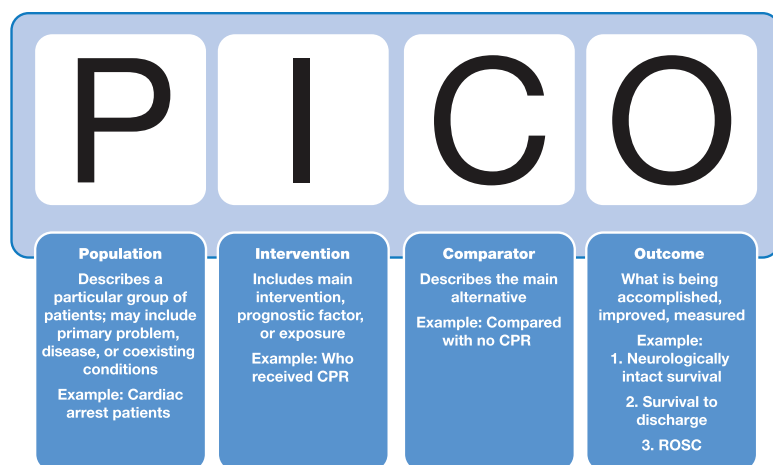 P I C O
Population
Describes a
particular group of
patients; may include
primary problem,
disease, or coexisting
conditions
Example: Cardiac
arrest patients
Intervention
Includes main
intervention,
prognostic factor,
or exposure
Example: Who
received CPR
Comparator
Describes the main
alternative
Example: Compared
with no CPR
Outcome
What is being
accomplished,
improved, measured
Example:
1. Neurologically
intact survival
2. Survival to
discharge
3. ROSC